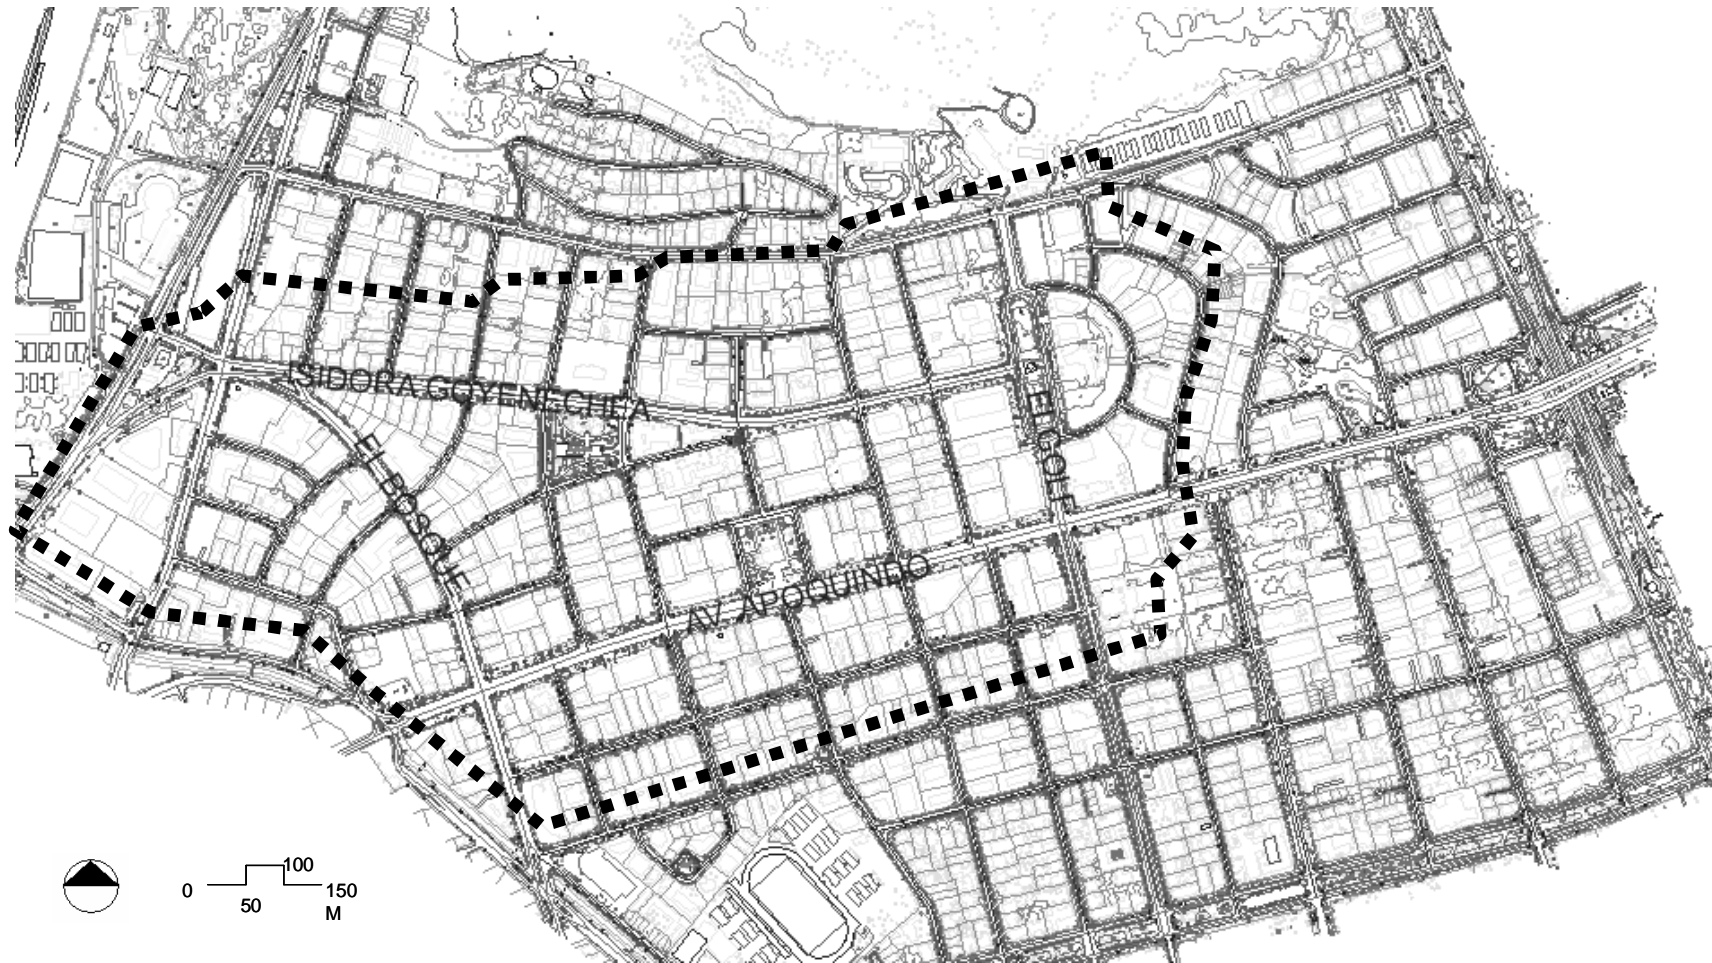 ISIDORA GOYENECHEA
EL BOSQUE
EL GOLF
AV. APOQUINDO
0
50
100
150
M